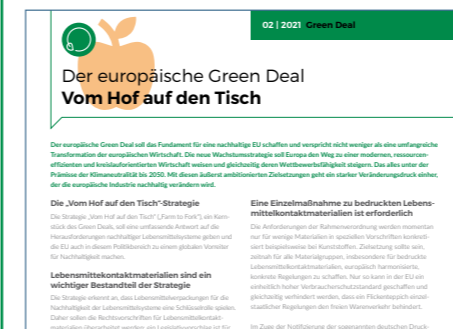 02 | 2021 Green Deal
Der europäische Green Deal
Vom Hof auf den Tisch
Der europäische Green Deal soll das Fundament für eine nachhaltige EU schaffen und verspricht nicht weniger als eine umfangreiche
Transformation der europäischen Wirtschaft. Die neue Wachstumsstrategie soll Europa den Weg zu einer modernen, ressourcen-
effizienten und kreislauforientierten Wirtschaft weisen und gleichzeitig deren Wettbewerbsfähigkeit steigern. Das alles unter der
Prämisse der Klimaneutralität bis 2050. Mit diesen äußerst ambitionierten Zielsetzungen geht ein starker Veränderungsdruck einher,
der die europäische Industrie nachhaltig verändern wird.
Die „Vom Hof auf den Tisch“-Strategie
Die Strategie „Vom Hof auf den Tisch“ („Farm to Fork“), ein Kern-
stück des Green Deals, soll eine umfassende Antwort auf die
Herausforderungen nachhaltiger Lebensmittelsysteme geben und
die EU auch in diesem Politikbereich zu einem globalen Vorreiter
für Nachhaltigkeit machen.
Lebensmittelkontaktmaterialien sind ein
wichtiger Bestandteil der Strategie
Die Strategie erkennt an, dass Lebensmittelverpackungen für die
Nachhaltigkeit der Lebensmittelsysteme eine Schlüsselrolle spielen.
Daher sollen die Rechtsvorschriften für Lebensmittelkontakt-
materialien überarbeitet werden; ein Legislativvorschlag ist für
Eine Einzelmaßnahme zu bedruckten Lebens-
mittelkontaktmaterialien ist erforderlich
Die Anforderungen der Rahmenverordnung werden momentan
nur für wenige Materialien in speziellen Vorschriften konkreti-
siert beispielsweise bei Kunststoffen. Zielsetzung sollte sein,
zeitnah für alle Materialgruppen, insbesondere für bedruckte
Lebensmittelkontaktmaterialien, europäisch harmonisierte,
konkrete Regelungen zu schaffen. Nur so kann in der EU ein
einheitlich hoher Verbraucherschutzstandard geschaffen und
gleichzeitig verhindert werden, dass ein Flickenteppich einzel-
staatlicher Regelungen den freien Warenverkehr behindert.
Im Zuge der Notifizierung der sogenannten deutschen Druck-